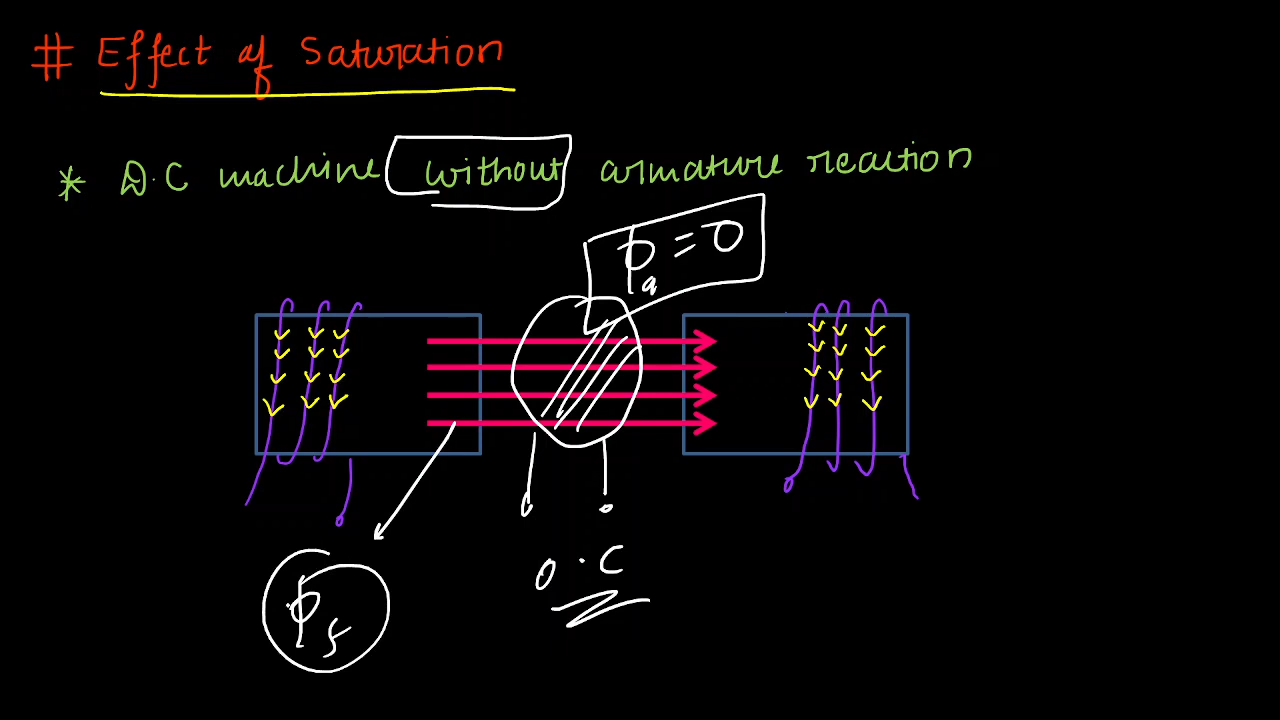 # Effect of Saturation
* D.C machine without armature reaction
ϕa = 0
O.C
ϕf